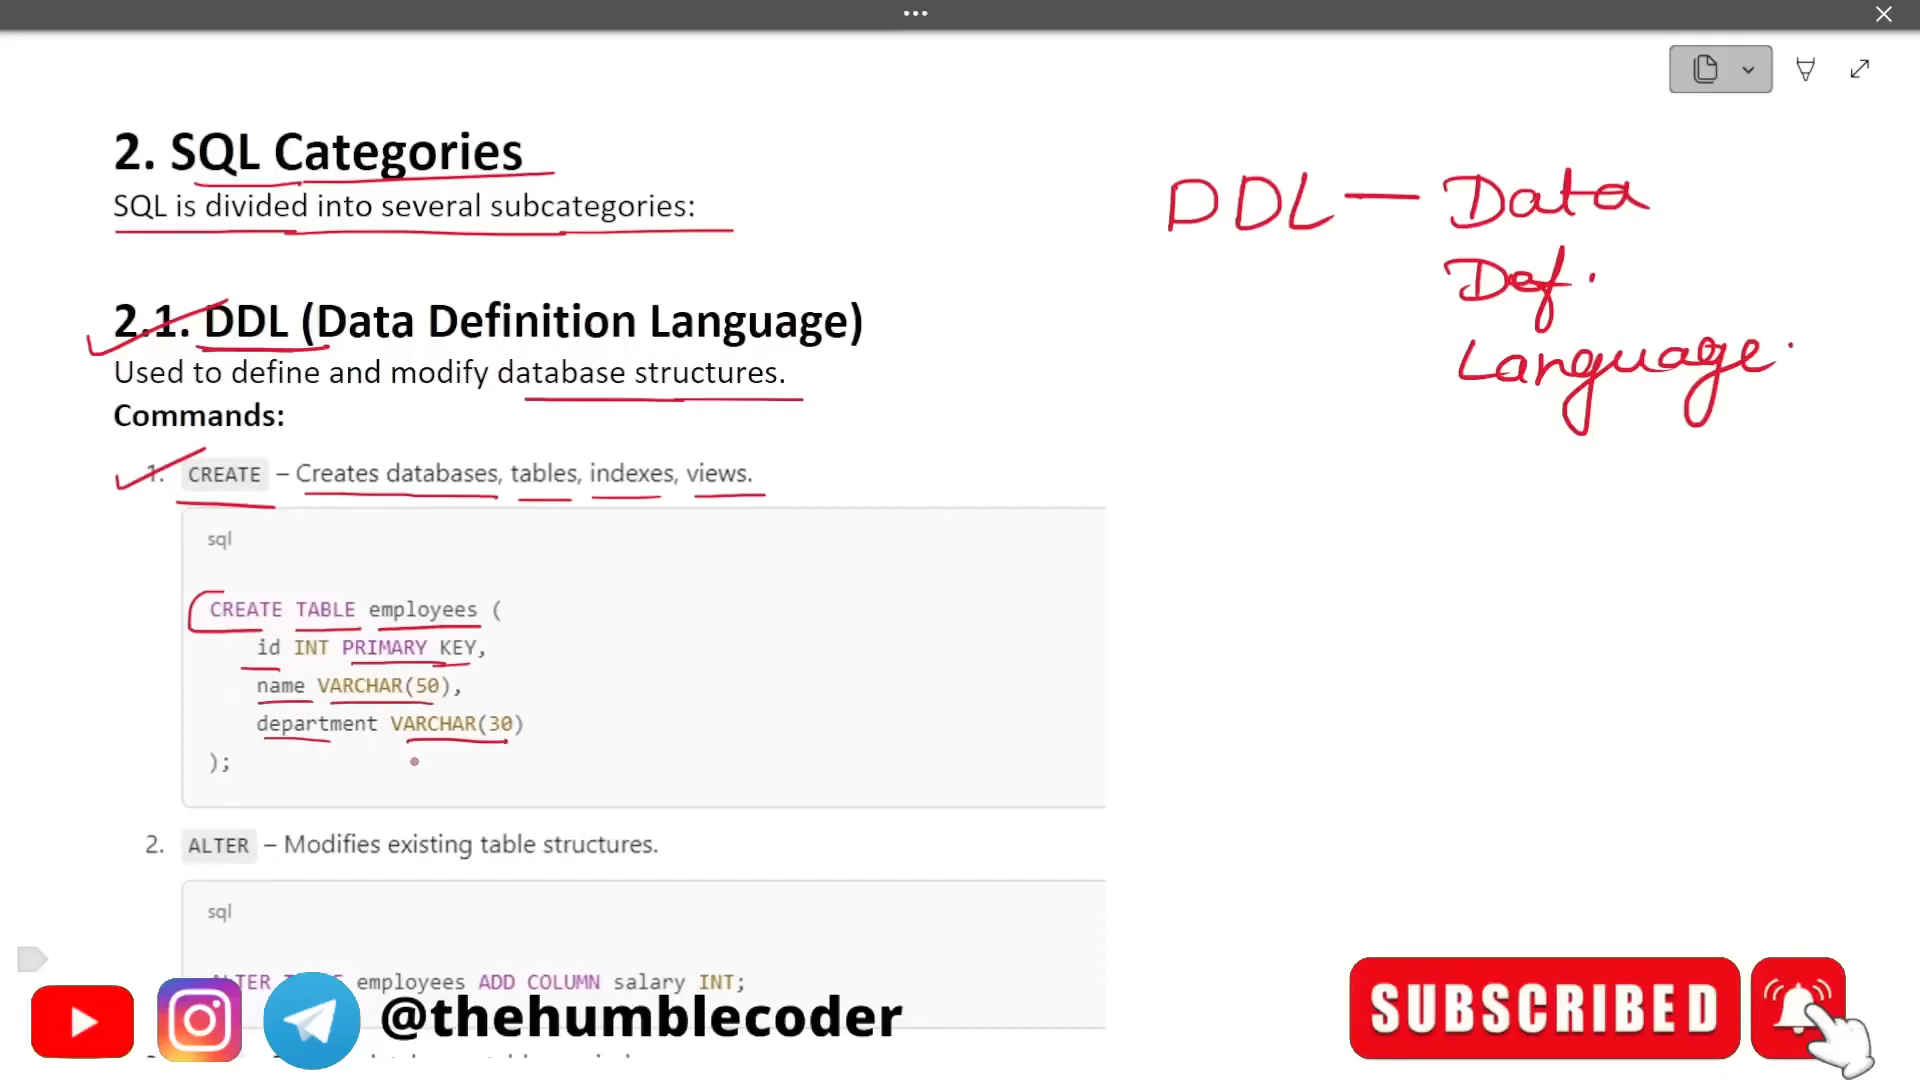 2. SQL Categories
SQL is divided into several subcategories:
DDL — Data
Def.
Language.
2.1. DDL (Data Definition Language)
Used to define and modify database structures.
Commands:
1. CREATE – Creates databases, tables, indexes, views.
sql
CREATE TABLE employees (
id INT PRIMARY KEY,
name VARCHAR(50),
department VARCHAR(30)
);
2. ALTER – Modifies existing table structures.
sql
ALTER employees ADD COLUMN salary INT;
@thehumblecoder
SUBSCRIBED